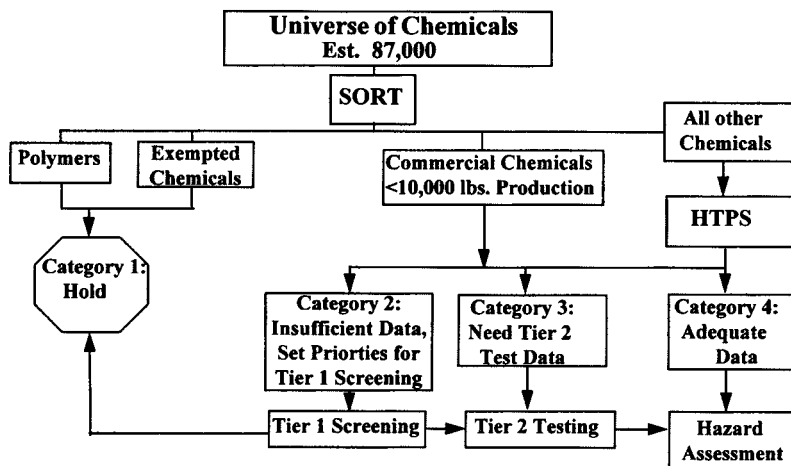 Universe of Chemicals
Est. 87,000
SORT
Polymers
Exempted
Chemicals
Commercial Chemicals
<10,000 lbs. Production
All other
Chemicals
HTPS
Category 1:
Hold
Category 2:
Insufficient Data,
Set Priorties for
Tier 1 Screening
Category 3:
Need Tier 2
Test Data
Category 4:
Adequate
Data
Tier 1 Screening
Tier 2 Testing
Hazard
Assessment